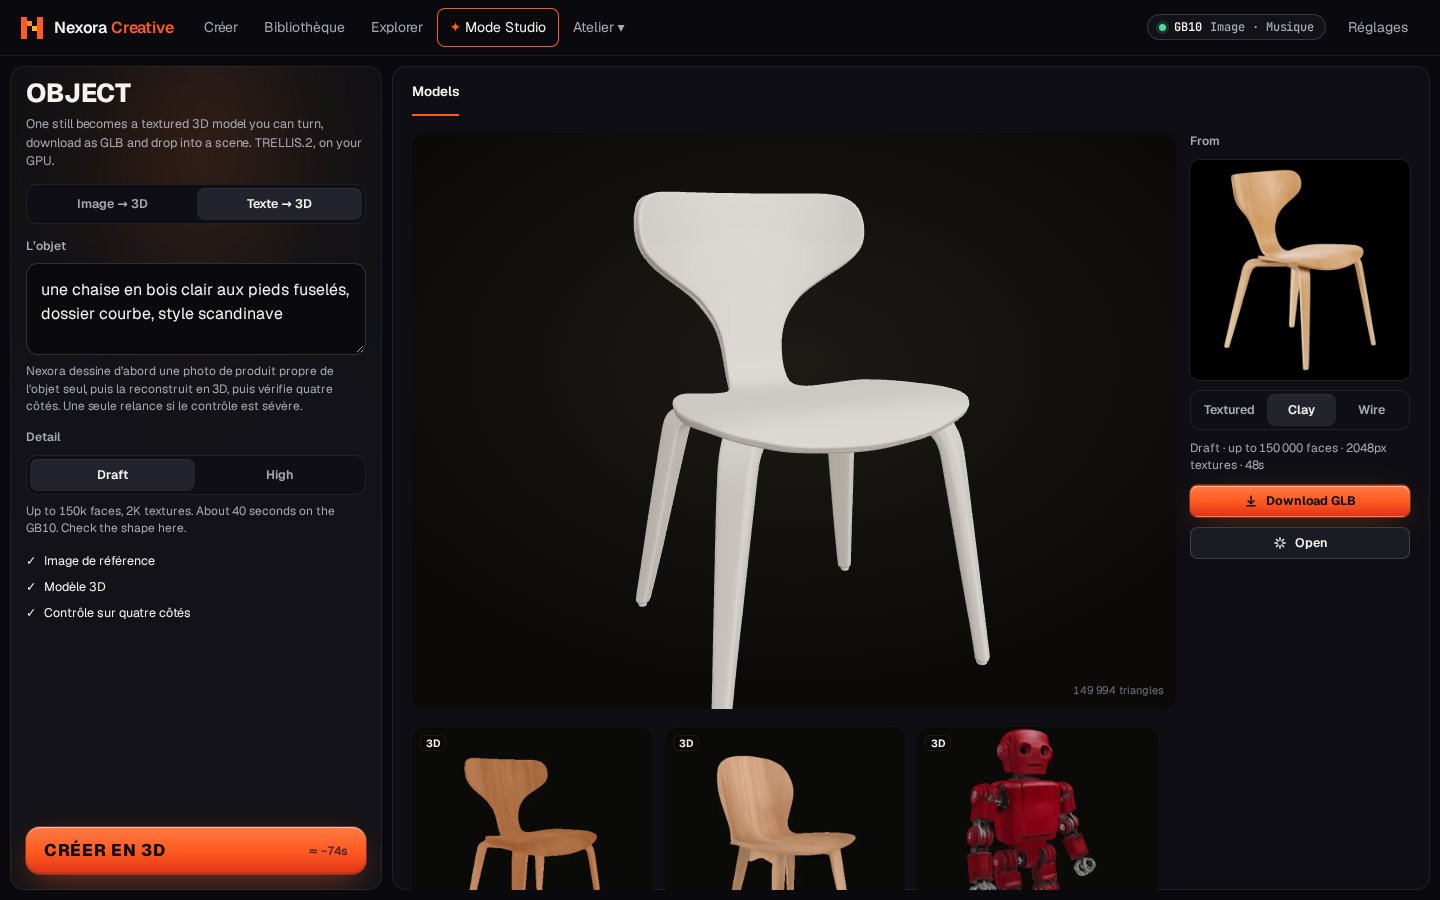 Nexora Creative
Créer
Bibliothèque
Explorer
✦ Mode Studio
Atelier ▾
GB10 Image · Musique
Réglages
OBJECT
One still becomes a textured 3D model you can turn,
download as GLB and drop into a scene. TRELLIS.2, on your
GPU.
Image → 3D
Texte → 3D
L'objet
une chaise en bois clair aux pieds fuselés,
dossier courbe, style scandinave
Nexora dessine d'abord une photo de produit propre de
l'objet seul, puis la reconstruit en 3D, puis vérifie quatre
côtés. Une seule relance si le contrôle est sévère.
Detail
Draft
High
Up to 150k faces, 2K textures. About 40 seconds on the
GB10. Check the shape here.
✓ Image de référence
✓ Modèle 3D
✓ Contrôle sur quatre côtés
CRÉER EN 3D
≈ ~74s
Models
149 994 triangles
From
Textured
Clay
Wire
Draft · up to 150 000 faces · 2048px
textures · 48s
Download GLB
Open
3D
3D
3D